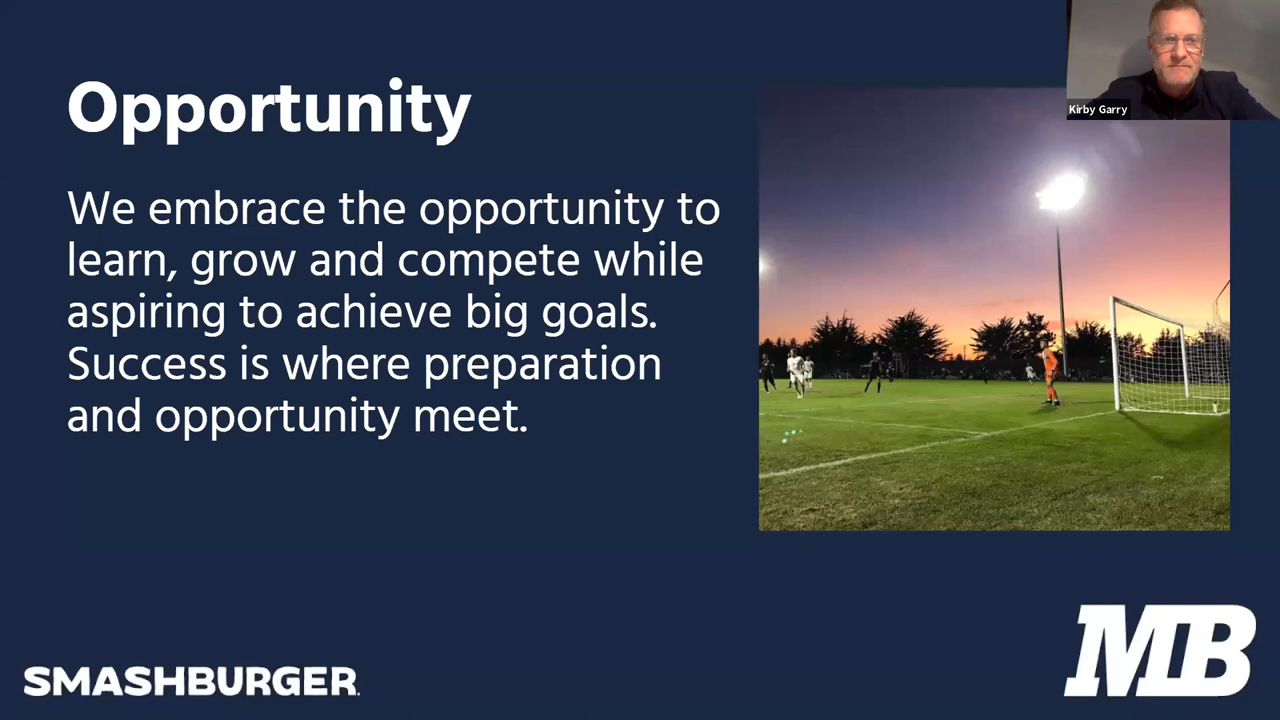 Opportunity
We embrace the opportunity to
learn, grow and compete while
aspiring to achieve big goals.
Success is where preparation
and opportunity meet.
Kirby Garry
SMASHBURGER.
MB